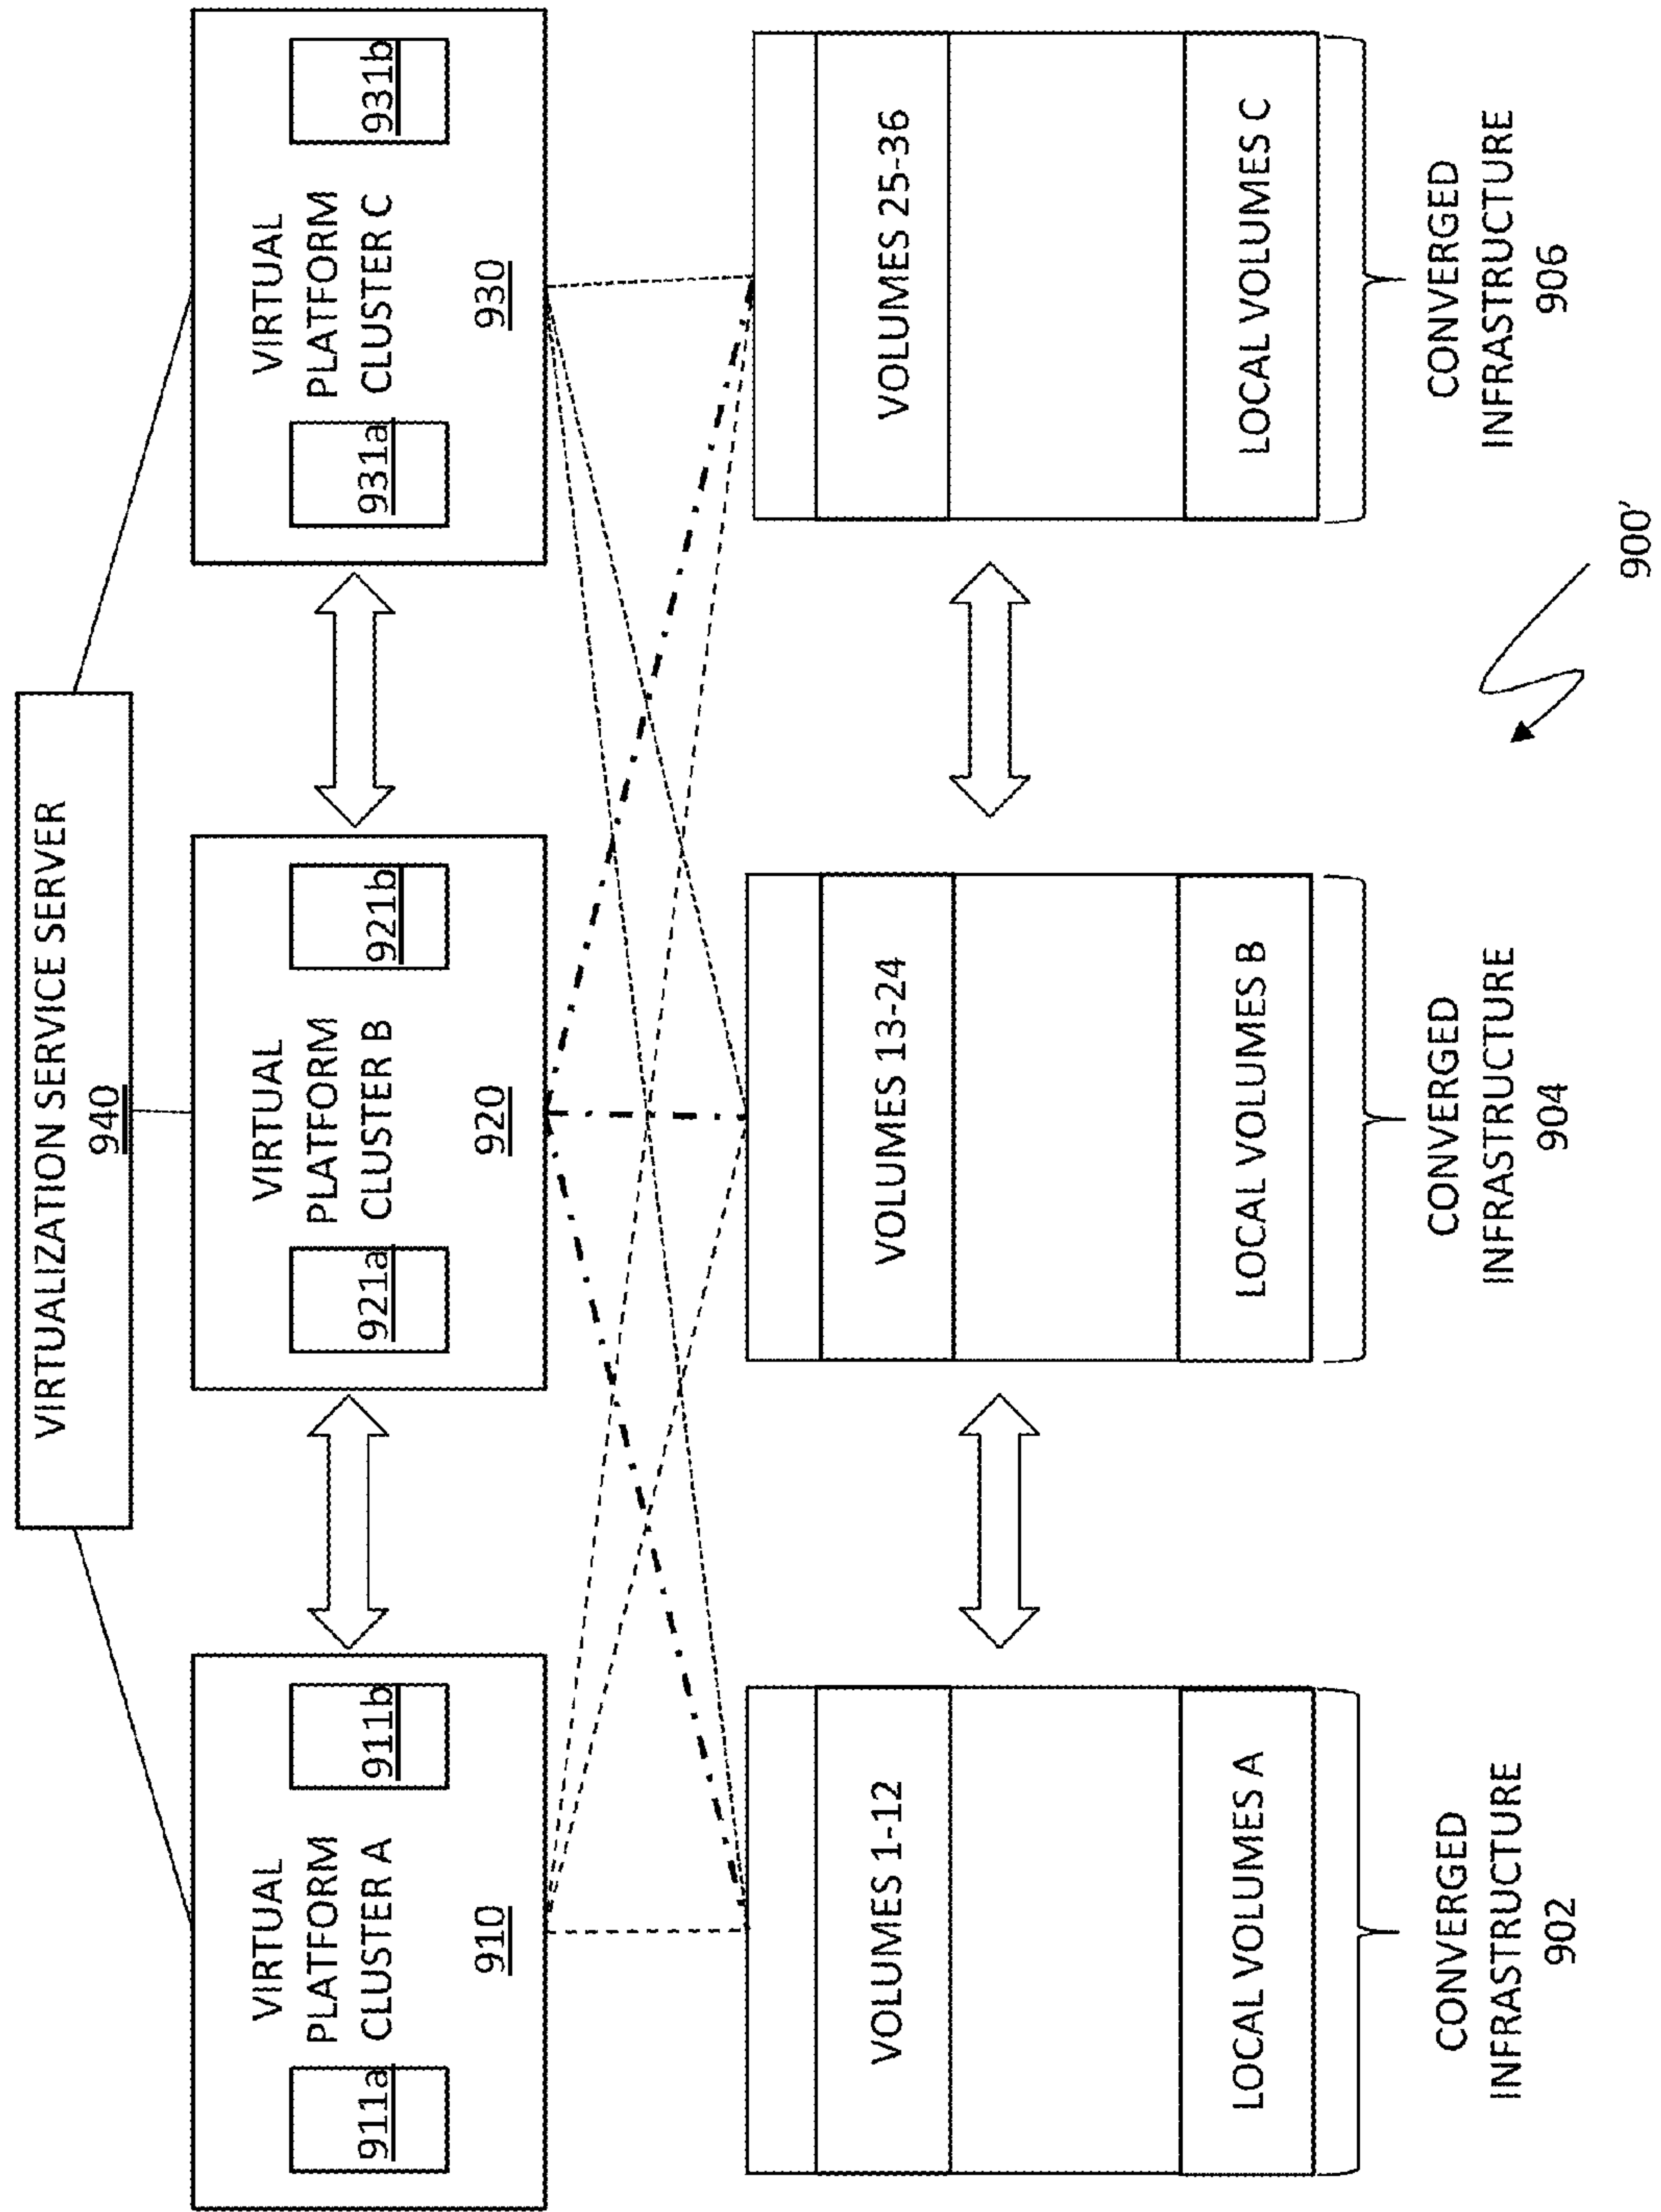 VIRTUALIZATION SERVICE SERVER
940
VIRTUAL
PLATFORM
CLUSTER A
911a
911b
910
VIRTUAL
PLATFORM
CLUSTER B
921a
921b
920
VIRTUAL
PLATFORM
CLUSTER C
931a
931b
930
VOLUMES 1-12
LOCAL VOLUMES A
CONVERGED
INFRASTRUCTURE
902
VOLUMES 13-24
LOCAL VOLUMES B
CONVERGED
INFRASTRUCTURE
904
VOLUMES 25-36
LOCAL VOLUMES C
CONVERGED
INFRASTRUCTURE
906
900'